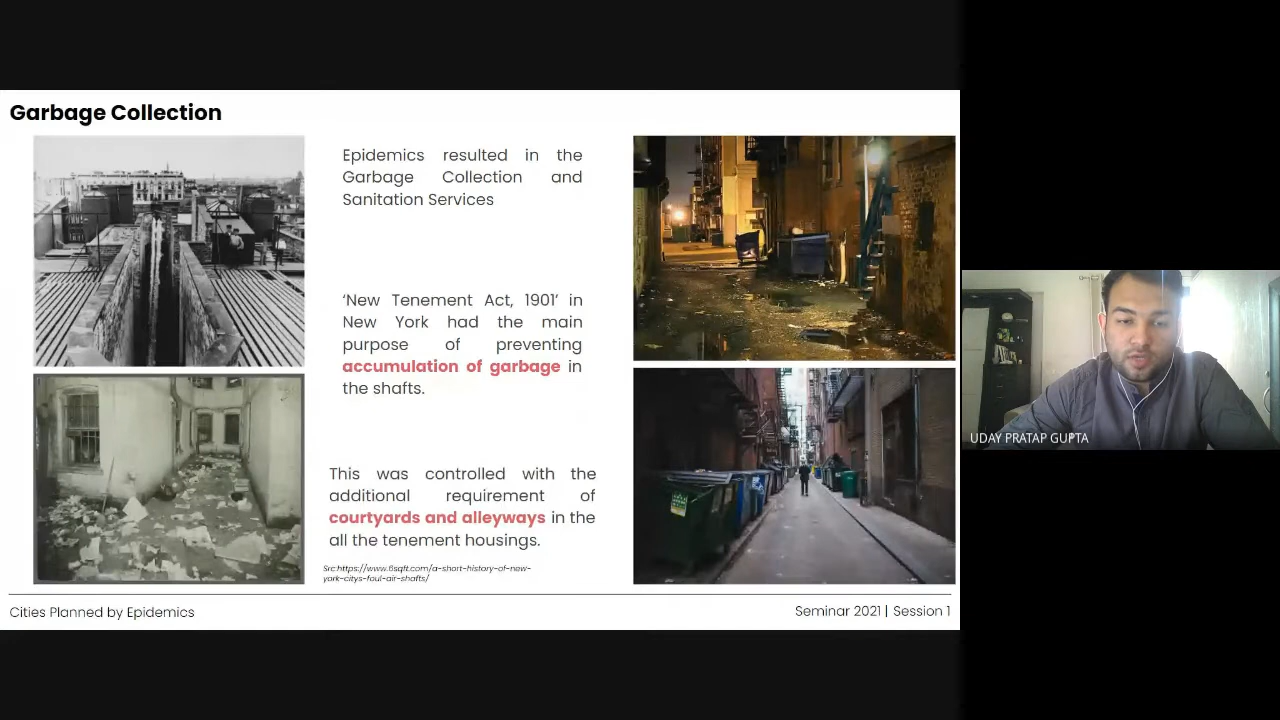 Garbage Collection
Epidemics resulted in the
Garbage Collection and
Sanitation Services
‘New Tenement Act, 1901’ in
New York had the main
purpose of preventing
accumulation of garbage in
the shafts.
This was controlled with the
additional requirement of
courtyards and alleyways in the
all the tenement housings.
Src:https://www.6sqft.com/a-short-history-of-new-
york-citys-foul-air-shafts/
Cities Planned by Epidemics
Seminar 2021 | Session 1
UDAY PRATAP GUPTA